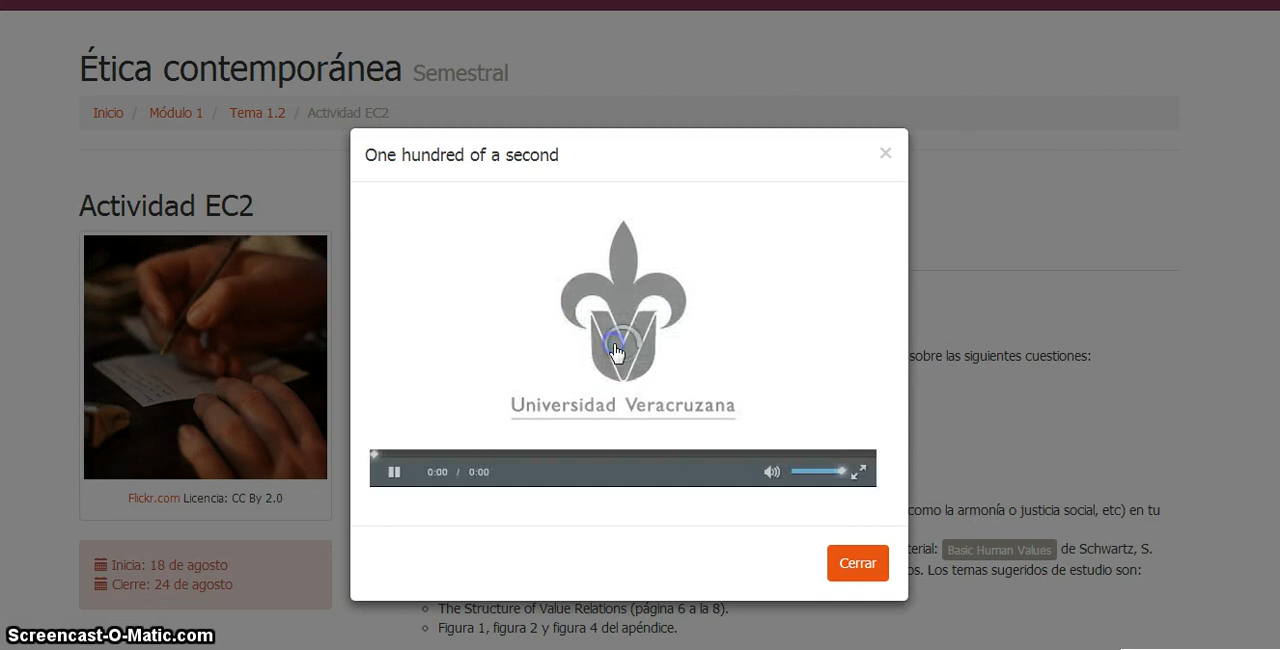 Ética contemporánea Semestral
Inicio / Módulo 1 / Tema 1.2 / Actividad EC2
One hundred of a second ×
Actividad EC2
Universidad Veracruzana
sobre las siguientes cuestiones:
0:00 / 0:00
Flickr.com Licencia: CC By 2.0
como la armonía o justicia social, etc) en tu
terial: Basic Human Values de Schwartz, S.
Inicia: 18 de agosto
Cerrar
os. Los temas sugeridos de estudio son:
Cierre: 24 de agosto
The Structure of Value Relations (página 6 a la 8).
Figura 1, figura 2 y figura 4 del apéndice.
Screencast-O-Matic.com